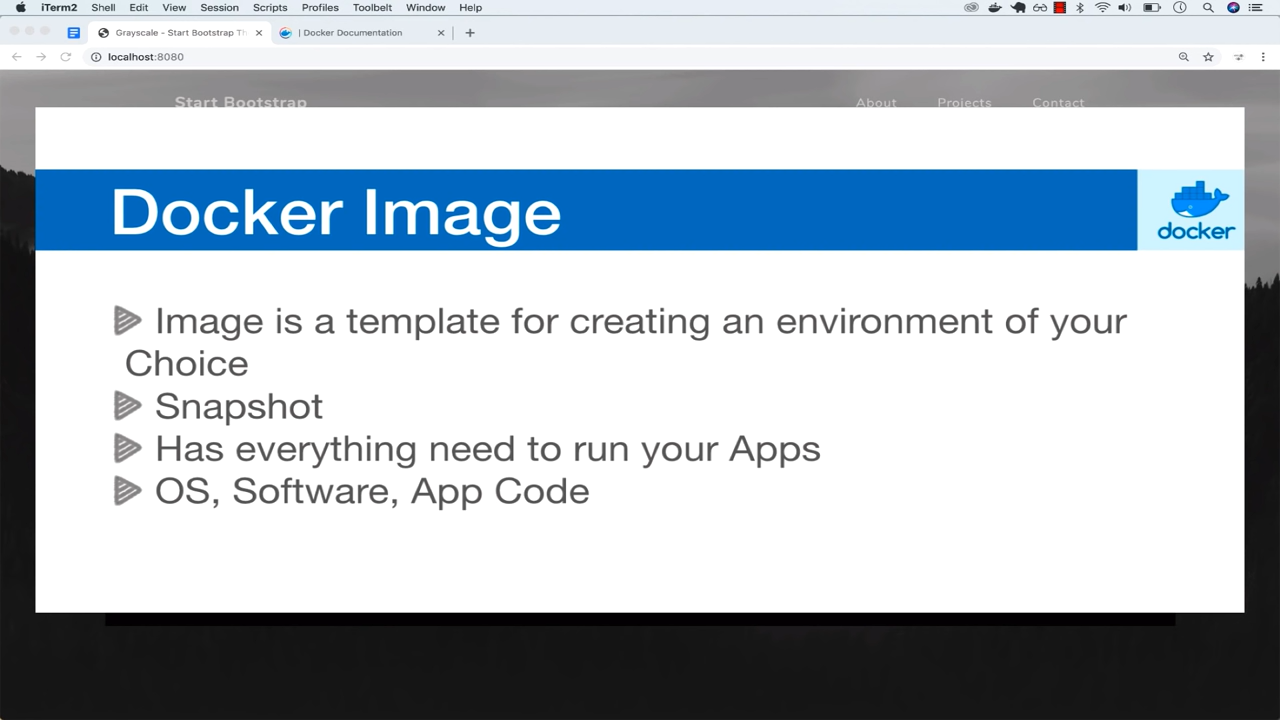 iTerm2 Shell Edit View Session Scripts Profiles Toolbelt Window Help
Grayscale - Start Bootstrap Th | Docker Documentation
localhost:8080
Start Bootstrap About Projects Contact
Docker Image
docker
Image is a template for creating an environment of your
Choice
Snapshot
Has everything need to run your Apps
OS, Software, App Code